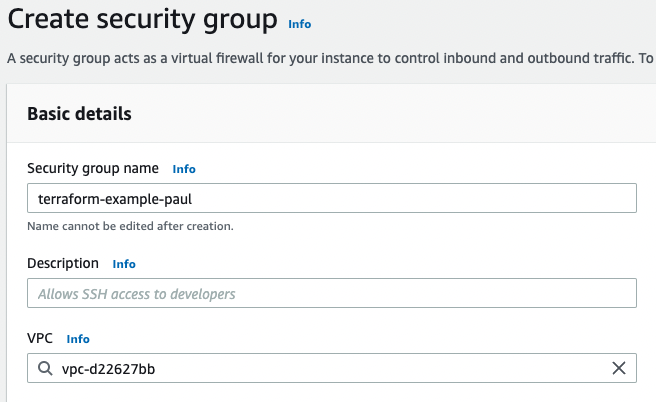 Create security group Info
A security group acts as a virtual firewall for your instance to control inbound and outbound traffic. To
Basic details
Security group name Info
terraform-example-paul
Name cannot be edited after creation.
Description Info
Allows SSH access to developers
VPC Info
vpc-d22627bb